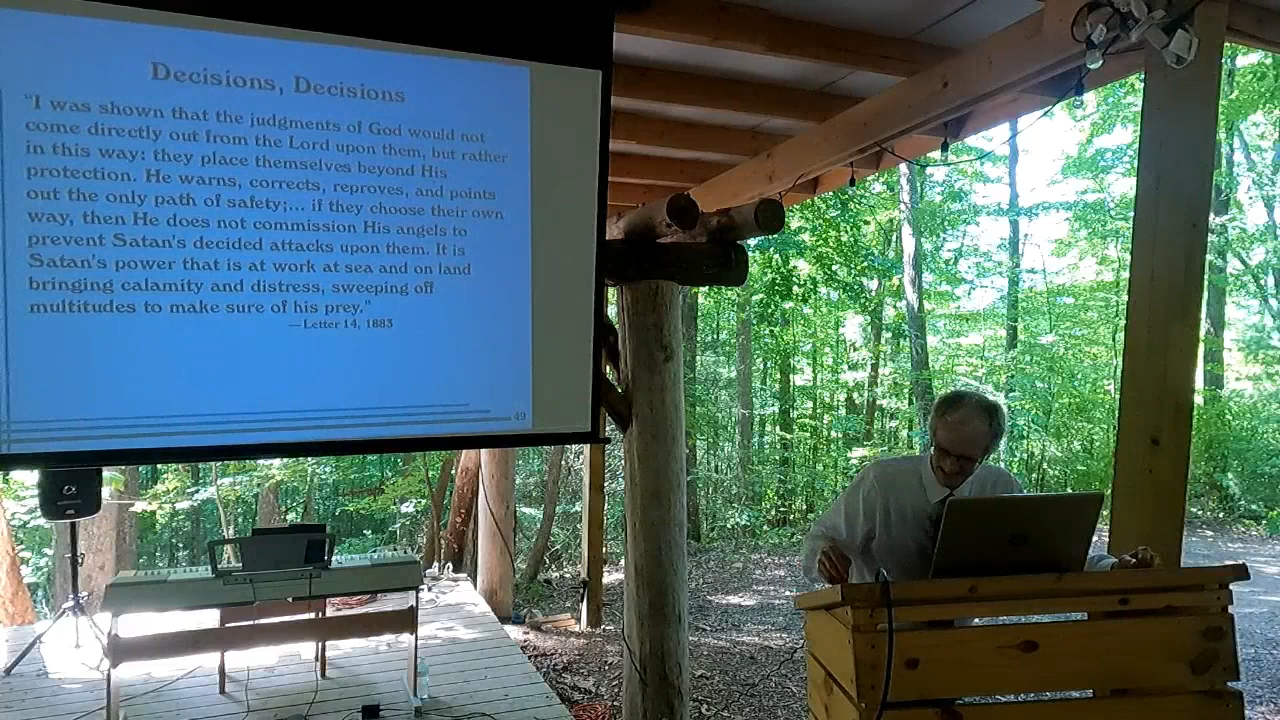 Decisions, Decisions
"I was shown that the judgments of God would not
come directly out from the Lord upon them, but rather
in this way: they place themselves beyond His
protection. He warns, corrects, reproves, and points
out the only path of safety;... if they choose their own
way, then He does not commission His angels to
prevent Satan's decided attacks upon them. It is
Satan's power that is at work at sea and on land
bringing calamity and distress, sweeping off
multitudes to make sure of his prey."
—Letter 14, 1883
49